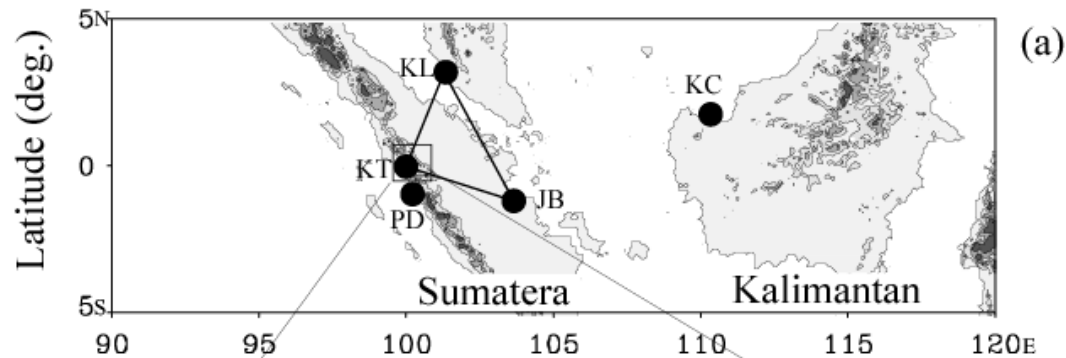 5N
(a)
KL
KC
Latitude (deg.)
0
KT
JB
PD
Sumatera
Kalimantan
5S
90 95 100 105 110 115 120E